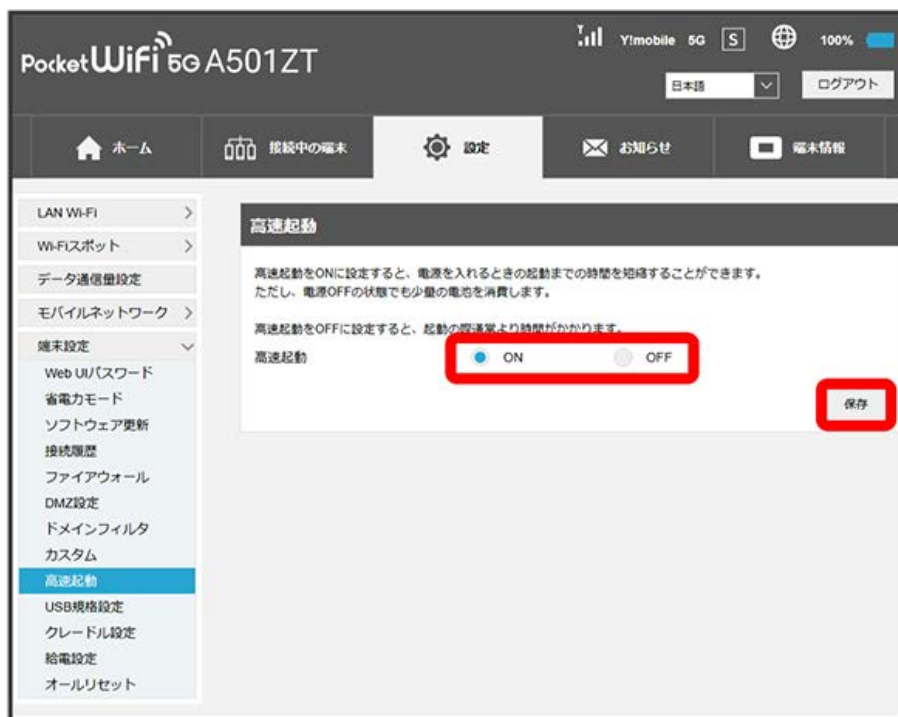 Pocket WiFi 5G A501ZT
Y!mobile 5G S 100%
日本語
ログアウト
ホーム
接続中の端末
設定
お知らせ
端末情報
LAN Wi-Fi
Wi-Fiスポット
データ通信量設定
モバイルネットワーク
端末設定
Web UIパスワード
省電力モード
ソフトウェア更新
接続履歴
ファイアウォール
DMZ設定
ドメインフィルタ
カスタム
高速起動
USB規格設定
クレードル設定
給電設定
オールリセット
高速起動
高速起動をONに設定すると、電源を入れるときの起動までの時間を短縮することができます。
ただし、電源OFFの状態でも少量の電池を消費します。
高速起動をOFFに設定すると、起動の際通常より時間がかかります。
高速起動 ON OFF
保存